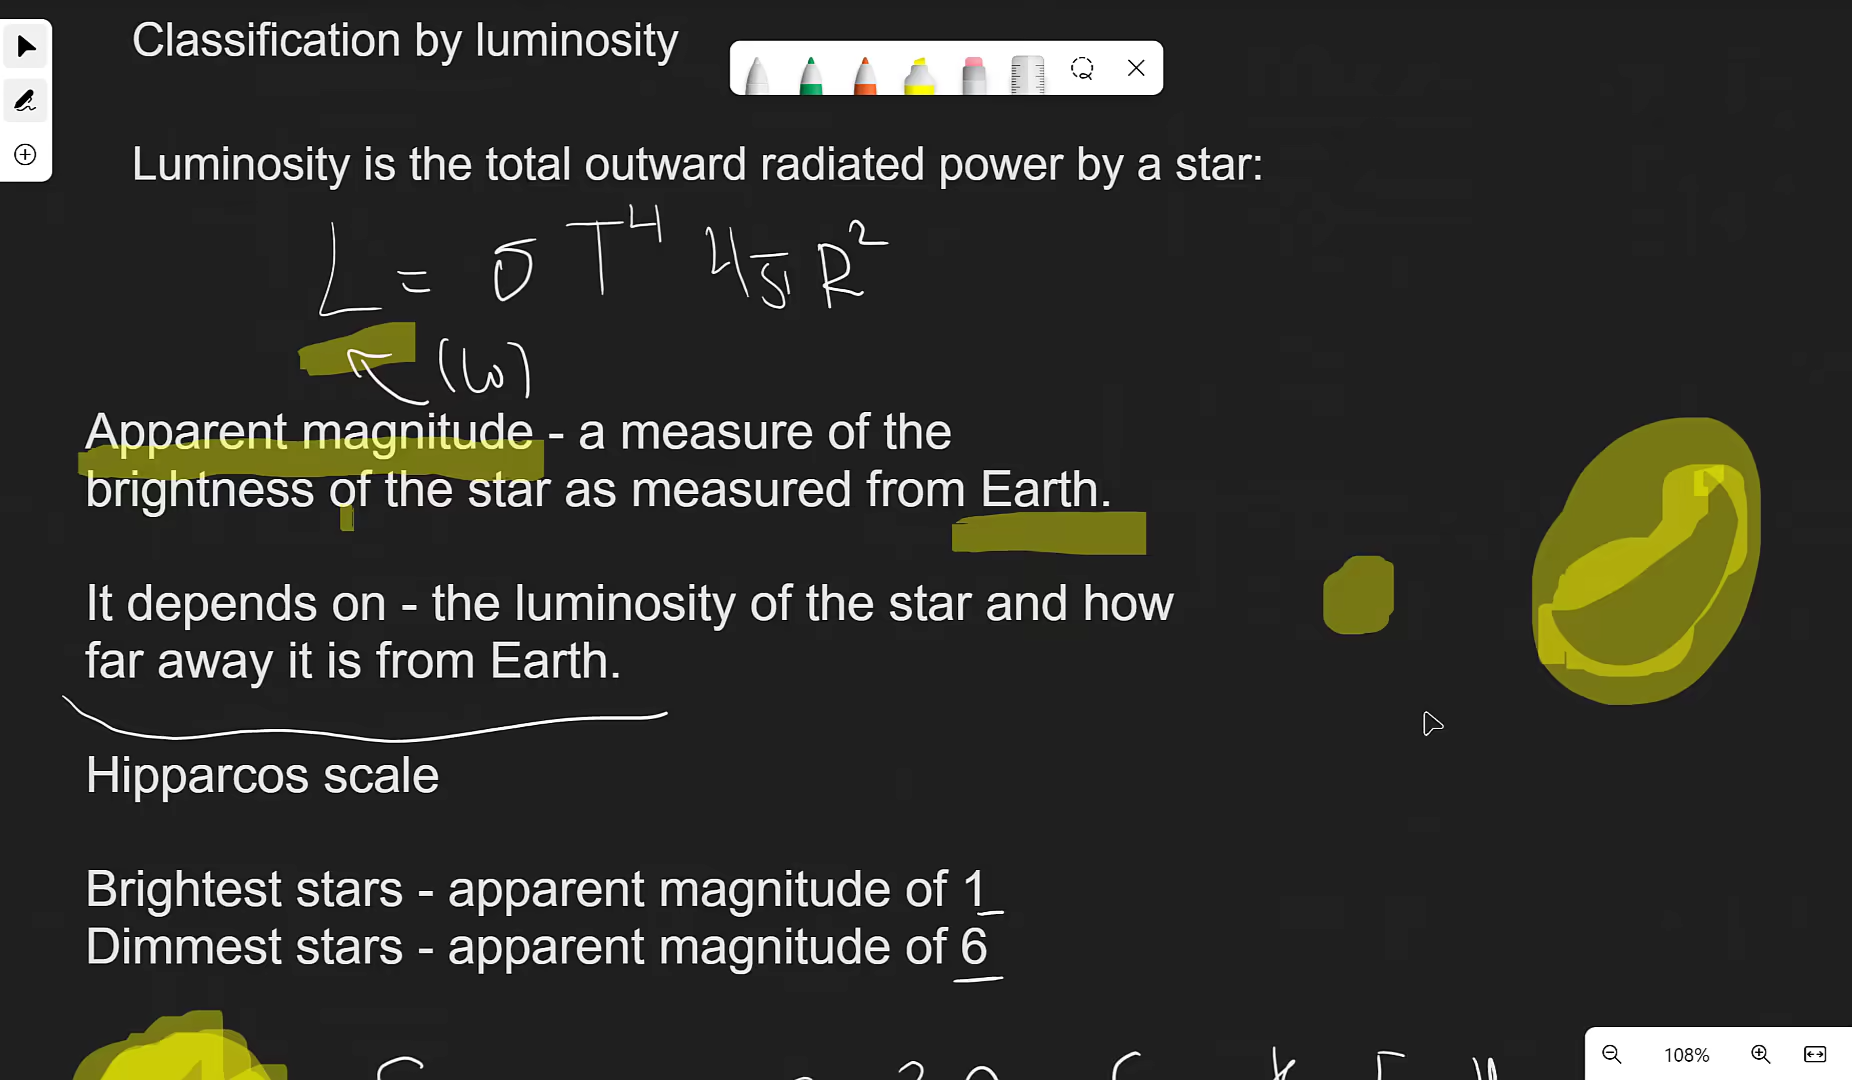 Classification by luminosity
Luminosity is the total outward radiated power by a star:
L = σ T⁴ 4π R²
(W)
Apparent magnitude - a measure of the
brightness of the star as measured from Earth.
It depends on - the luminosity of the star and how
far away it is from Earth.
Hipparcos scale
Brightest stars - apparent magnitude of 1
Dimmest stars - apparent magnitude of 6
108%